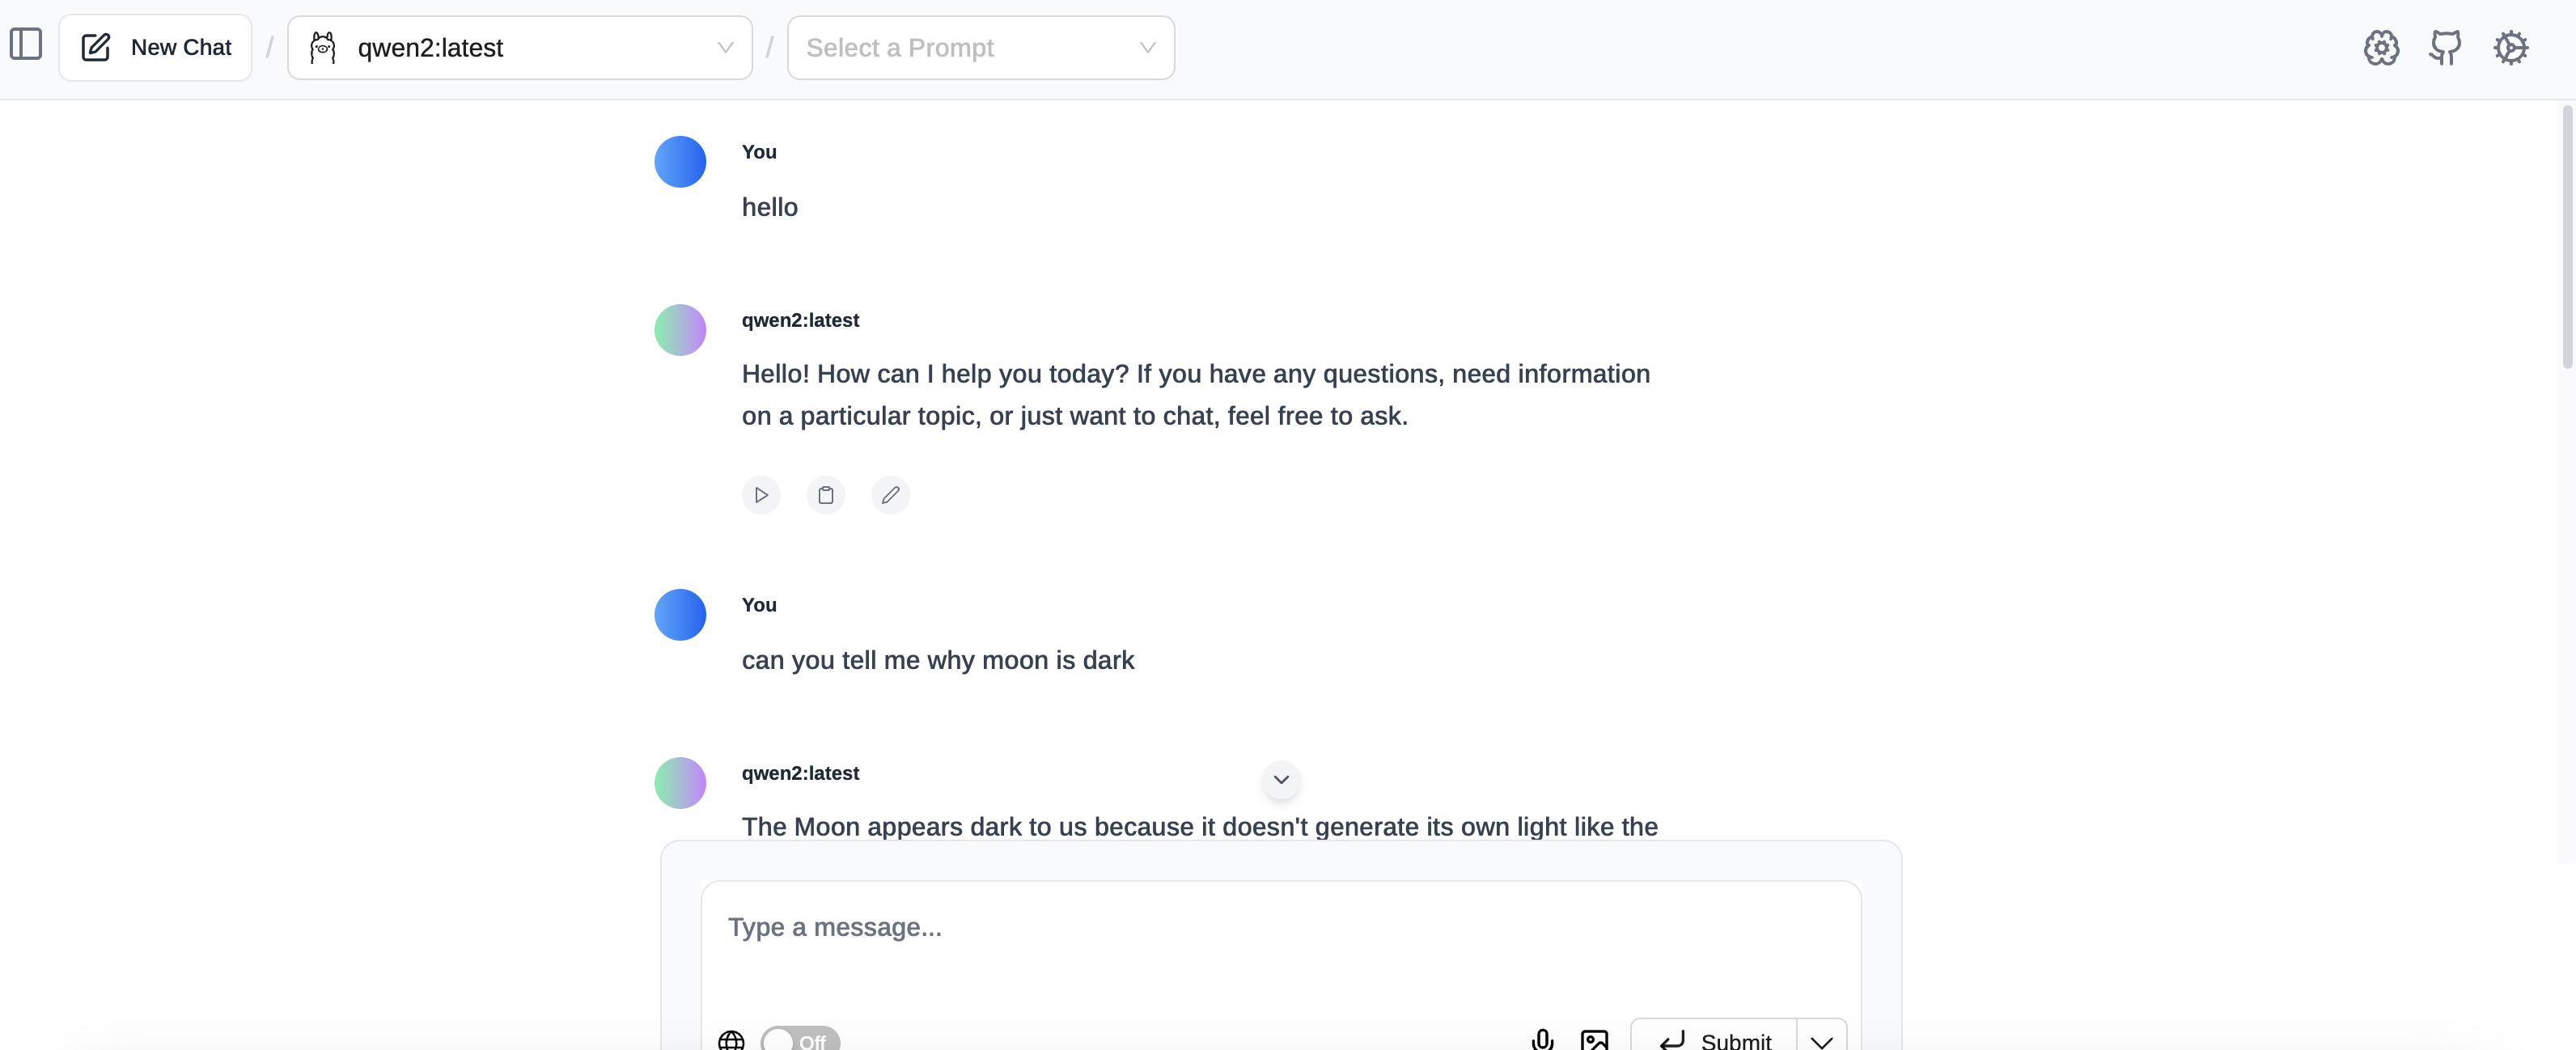 New Chat / qwen2:latest / Select a Prompt
You
hello
qwen2:latest
Hello! How can I help you today? If you have any questions, need information
on a particular topic, or just want to chat, feel free to ask.
You
can you tell me why moon is dark
qwen2:latest
The Moon appears dark to us because it doesn't generate its own light like the
Type a message...
Off
Submit